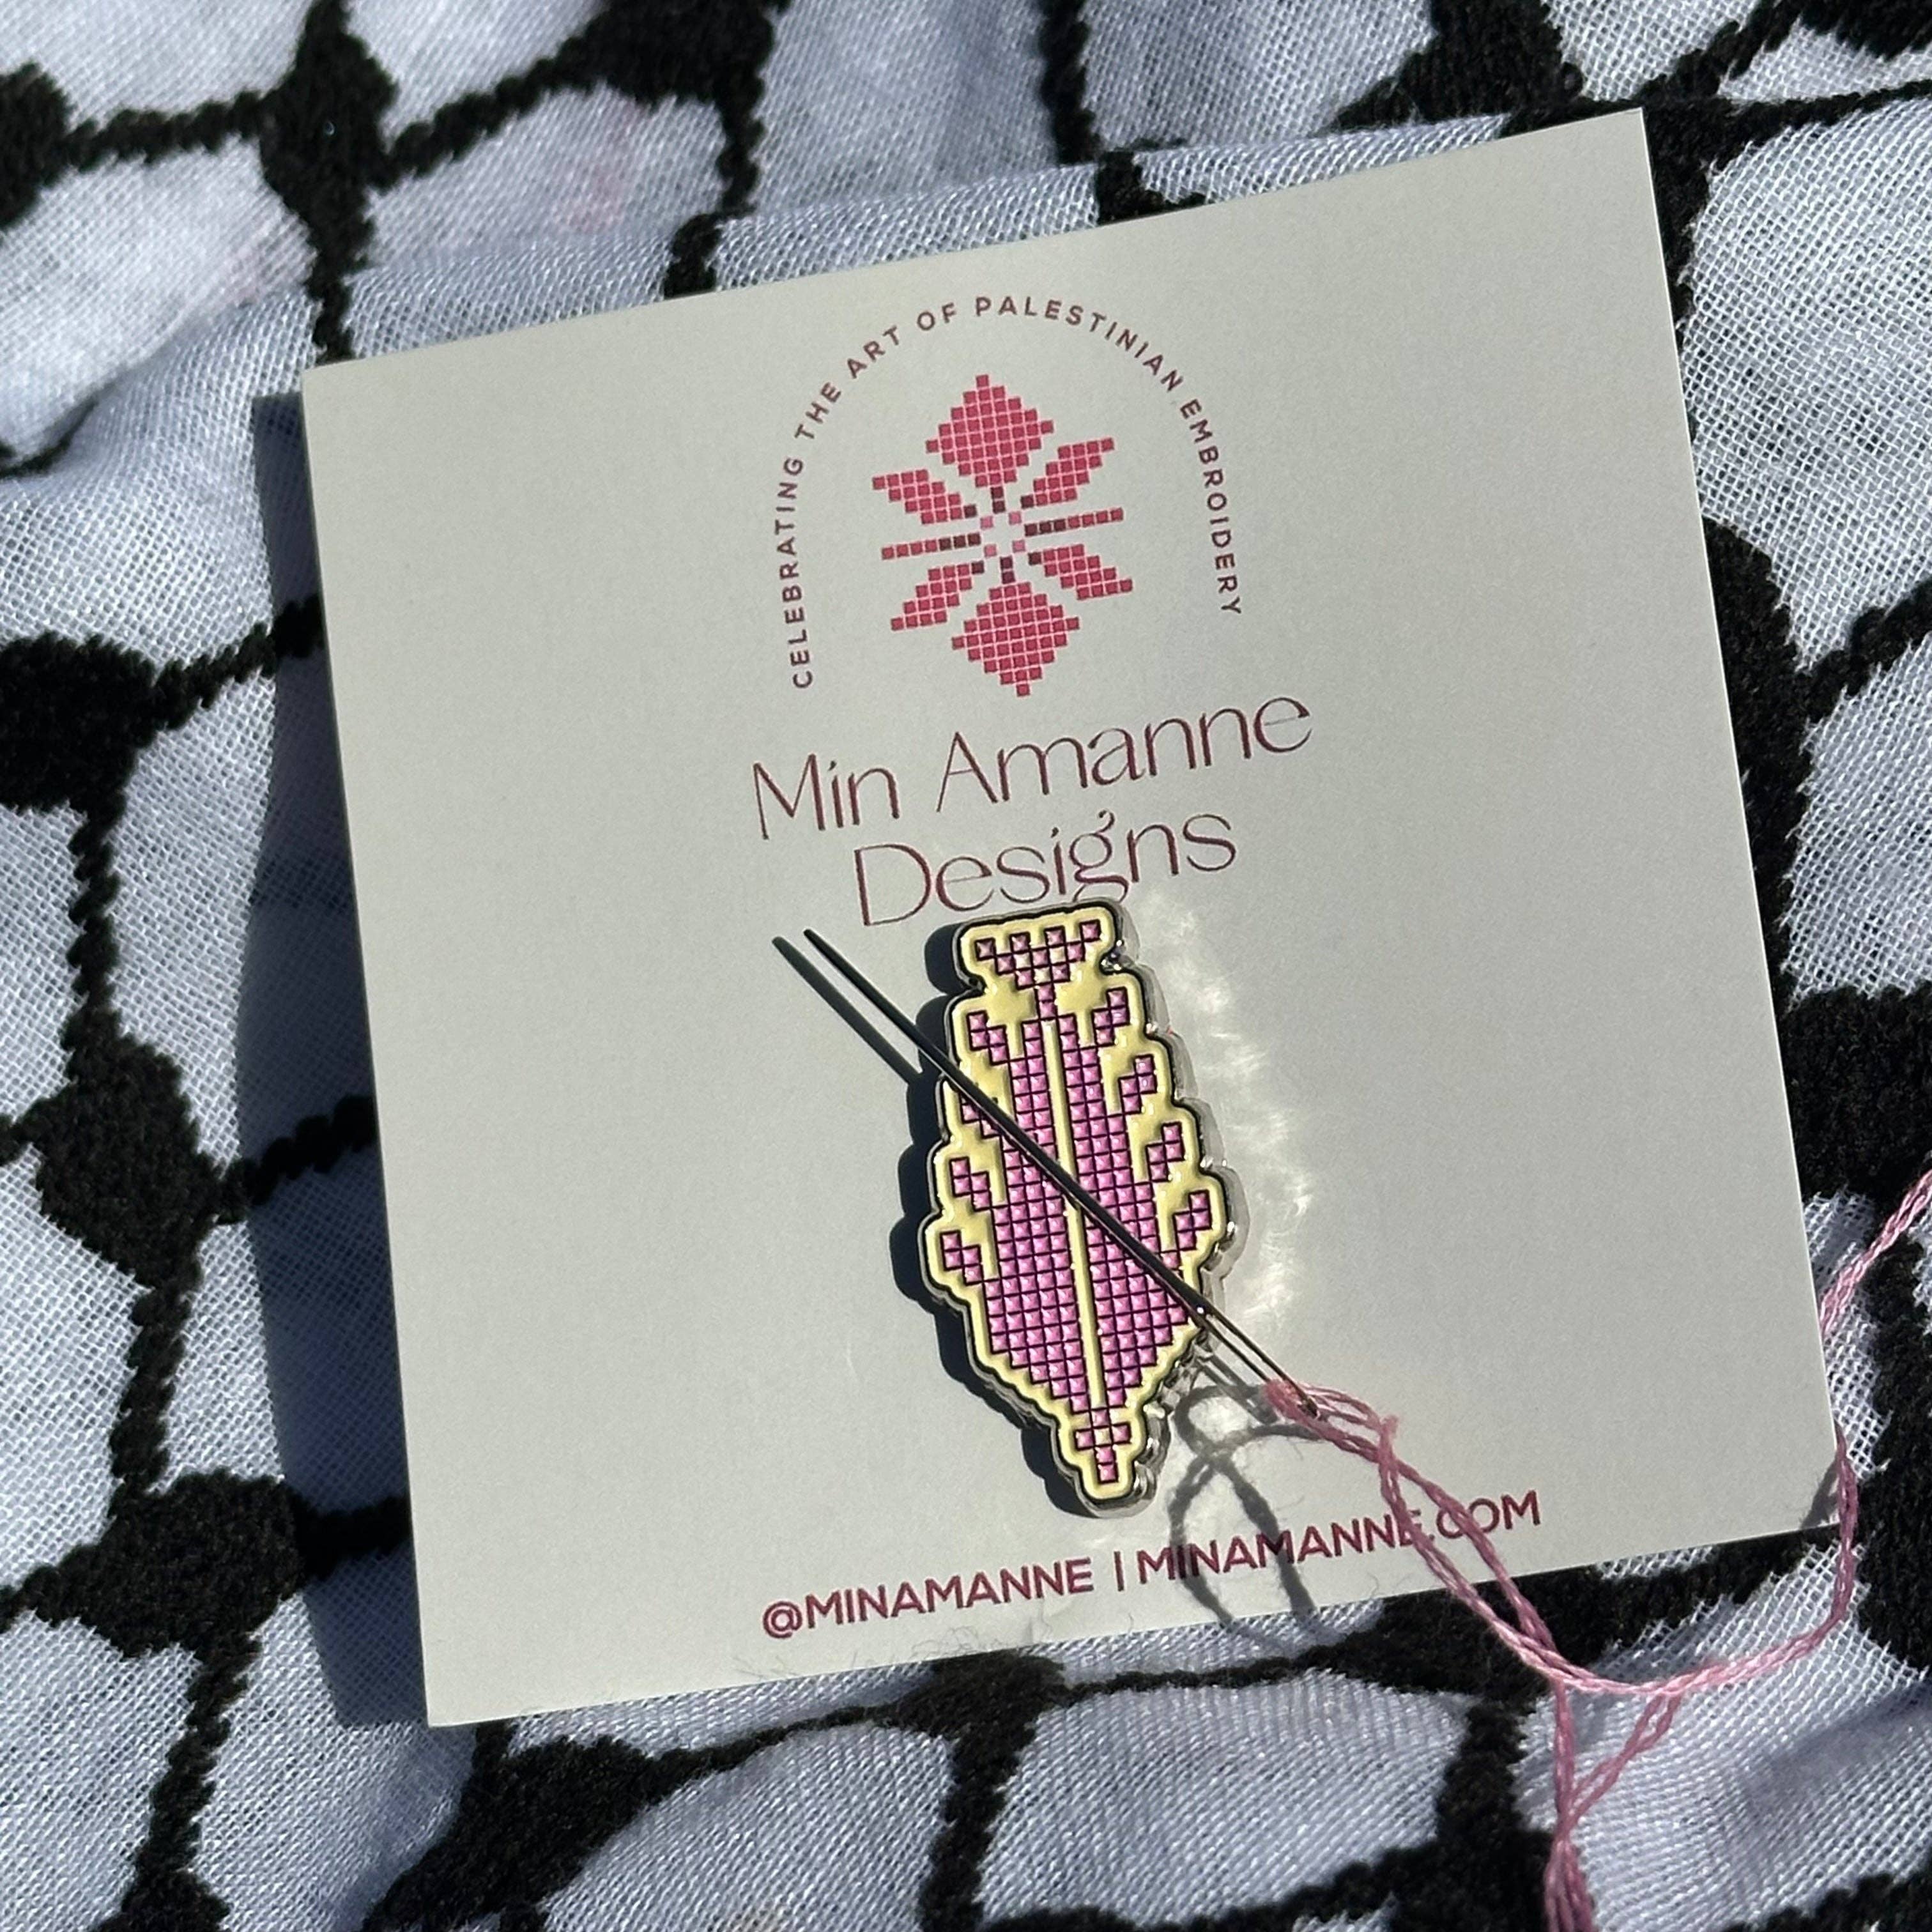 CELEBRATING THE ART OF PALESTINIAN EMBROIDERY
Min Amanne
Designs
@MINAMANNE | MINAMANNE.COM